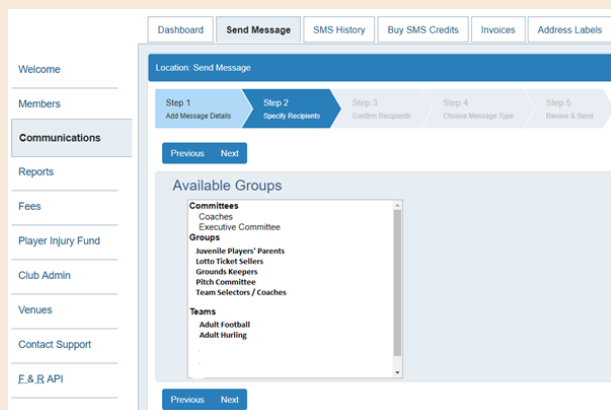 Dashboard
Send Message
SMS History
Buy SMS Credits
Invoices
Address Labels
Welcome
Members
Communications
Reports
Fees
Player Injury Fund
Club Admin
Venues
Contact Support
F & R API
Location: Send Message
Step 1
Add Message Details
Step 2
Specify Recipients
Step 3
Confirm Recipients
Step 4
Choose Message Type
Step 5
Review & Send
Previous Next
Available Groups
Committees
Coaches
Executive Committee
Groups
Juvenile Players' Parents
Lotto Ticket Sellers
Grounds Keepers
Pitch Committee
Team Selectors / Coaches
Teams
Adult Football
Adult Hurling
Previous Next